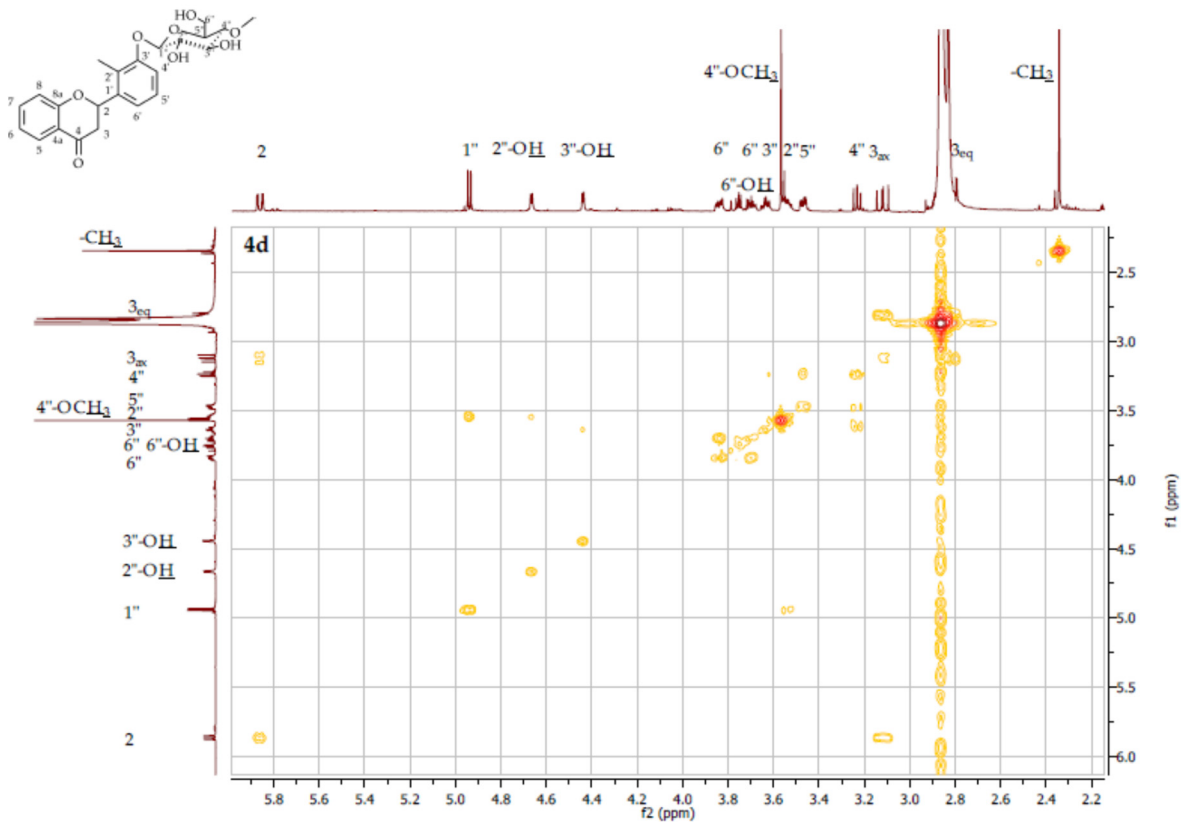 HO 6'' 4'' O
O O 5''
3' 1'' OH 3'' OH
2' 4'
8 1' 5'
7 8a O 2 6'
6 4a 4 3
5
O
4''-OCH3 -CH3
2 1'' 2''-OH 3''-OH 6'' 6'' 3'' 2'' 5'' 4'' 3ax 3eq
6''-OH
-CH3
4d
3eq
3ax
4''
5''
4''-OCH3 2''
3''
6'' 6''-OH
6''
3''-OH
2''-OH
1''
2
2.5
3.0
3.5
4.0
4.5
5.0
5.5
6.0
f1 (ppm)
5.8 5.6 5.4 5.2 5.0 4.8 4.6 4.4 4.2 4.0 3.8 3.6 3.4 3.2 3.0 2.8 2.6 2.4 2.2
f2 (ppm)